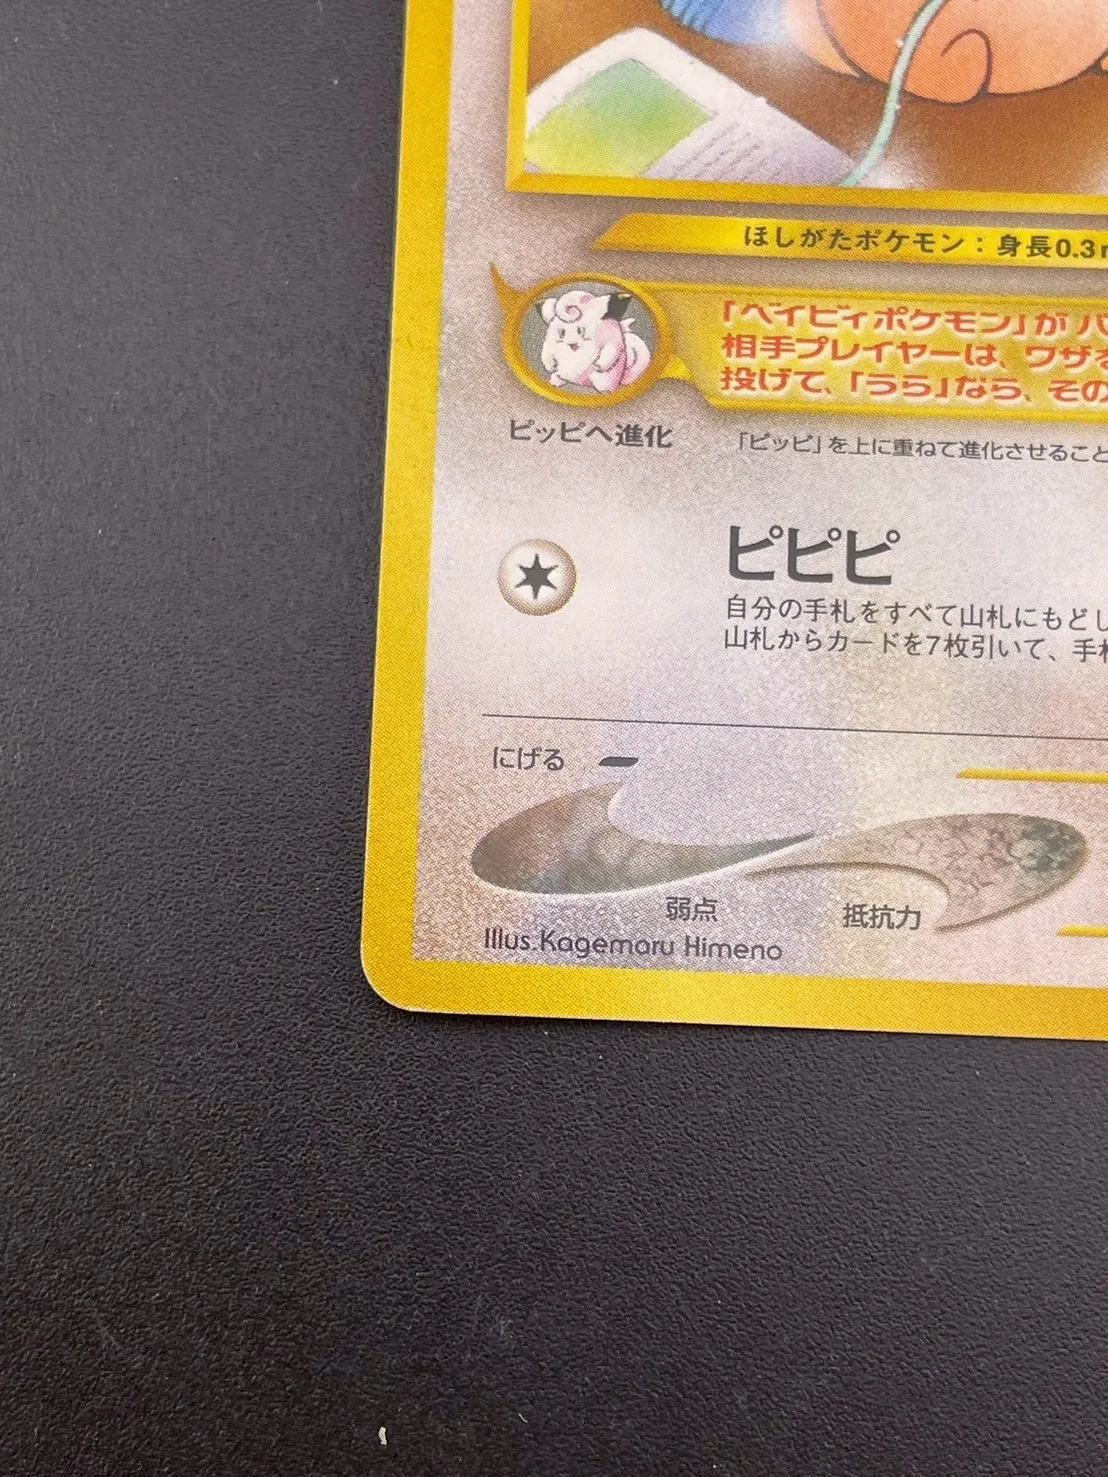 ほしがたポケモン：身長0.3
「ベイビィポケモン」が
相手プレイヤーは、ワザ
投げて、「うら」なら、その
ピッピへ進化
「ピッピ」を上に重ねて進化させること
ピピピ
自分の手札をすべて山札にもどし
山札からカードを7枚引いて、手
にげる
弱点
抵抗力
Illus.Kagemaru Himeno